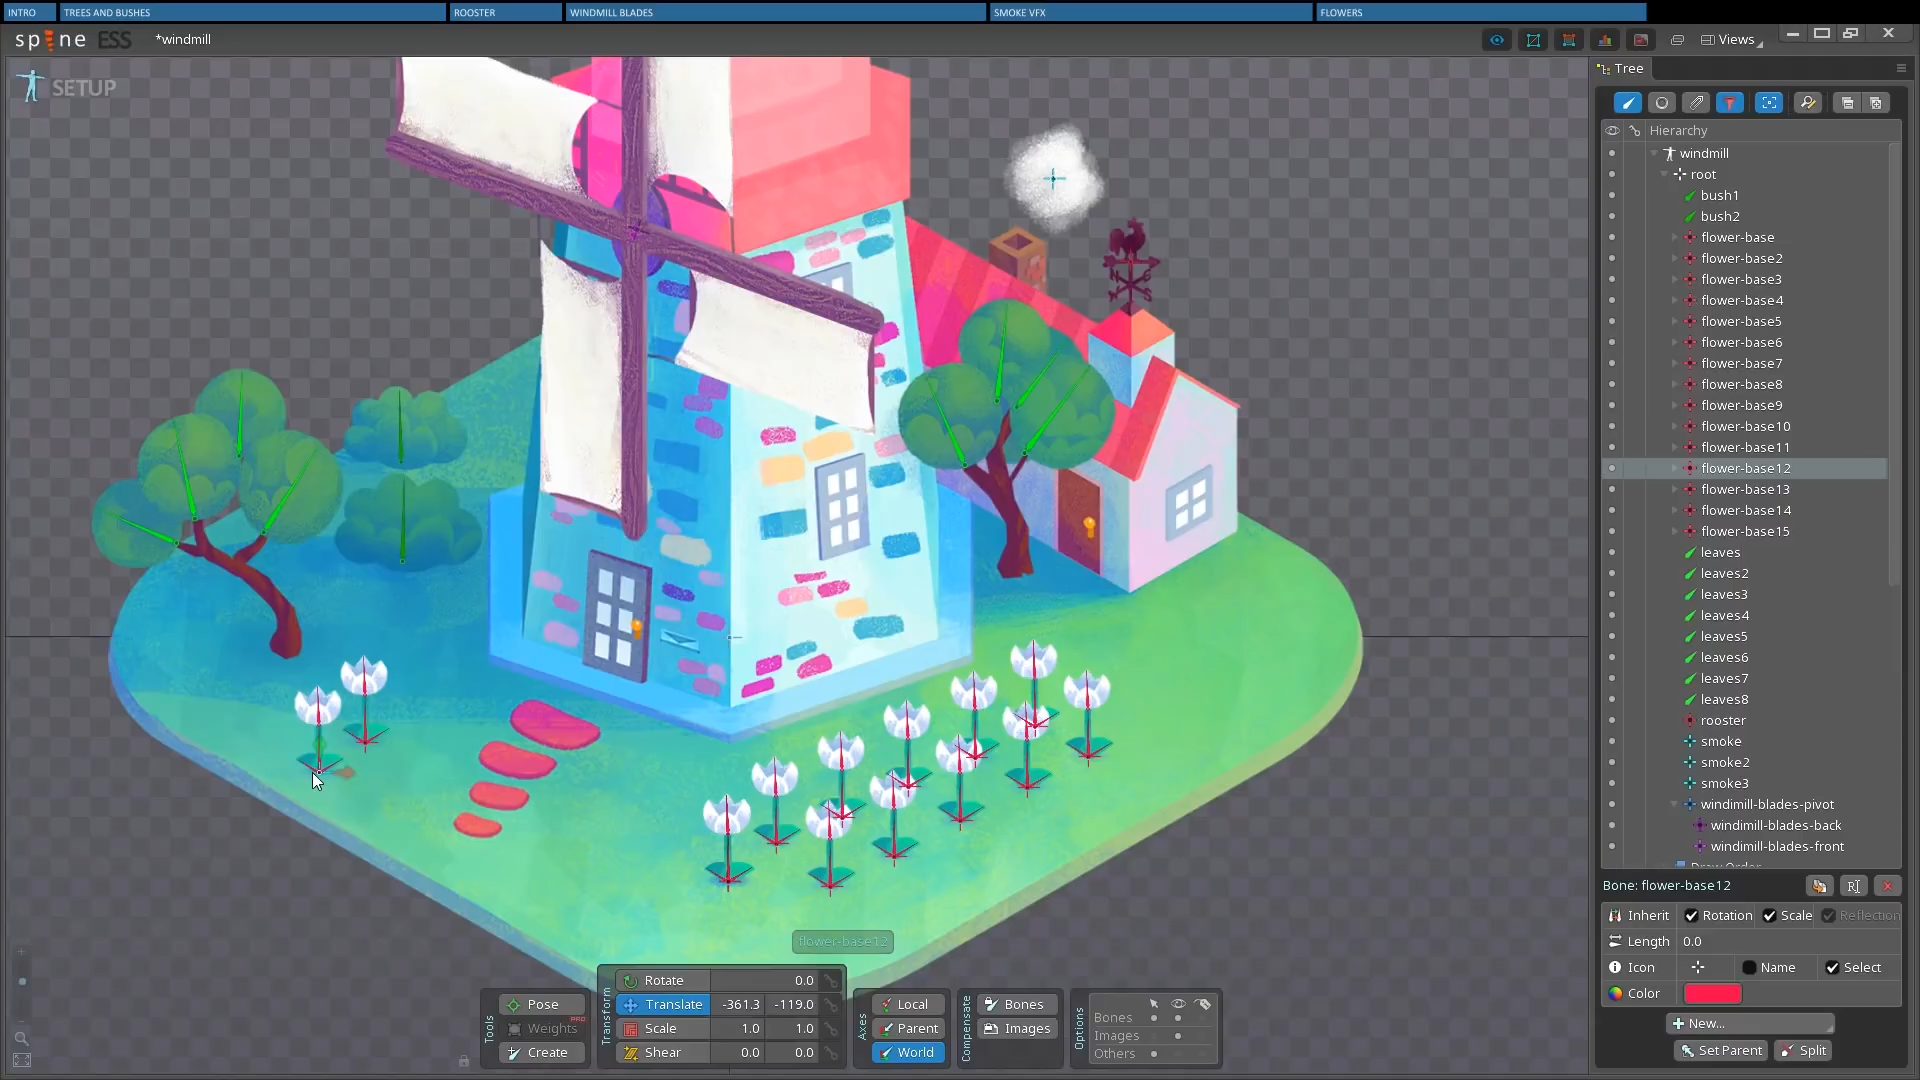 INTRO
TREES AND BUSHES
ROOSTER
WINDMILL BLADES
SMOKE VFX
FLOWERS
spine ESS
*windmill
Views
SETUP
Tree
Hierarchy
windmill
root
bush1
bush2
flower-base
flower-base2
flower-base3
flower-base4
flower-base5
flower-base6
flower-base7
flower-base8
flower-base9
flower-base10
flower-base11
flower-base12
flower-base13
flower-base14
flower-base15
leaves
leaves2
leaves3
leaves4
leaves5
leaves6
leaves7
leaves8
rooster
smoke
smoke2
smoke3
windimill-blades-pivot
windimill-blades-back
windimill-blades-front
Draw Order
Bone: flower-base12
Inherit Rotation Scale Reflection
Length 0.0
Icon Name Select
Color
New...
Set Parent Split
flower-base12
Tools
Pose
Weights PRO
Create
Transform
Rotate 0.0
Translate -361.3 -119.0
Scale 1.0 1.0
Shear 0.0 0.0
Axes
Local
Parent
World
Compensate
Bones
Images
Options
Bones
Images
Others